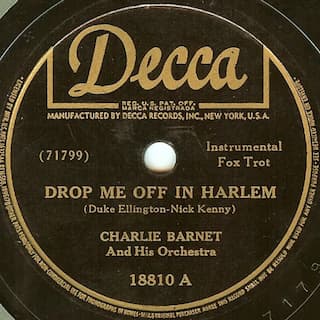 Decca
REG. U.S. PAT. OFF.
MARCA REGISTRADA
MANUFACTURED BY DECCA RECORDS, INC., NEW YORK, U.S.A.
(71799)
Instrumental
Fox Trot
DROP ME OFF IN HARLEM
(Duke Ellington-Nick Kenny)
CHARLIE BARNET
And His Orchestra
18810 A
7179